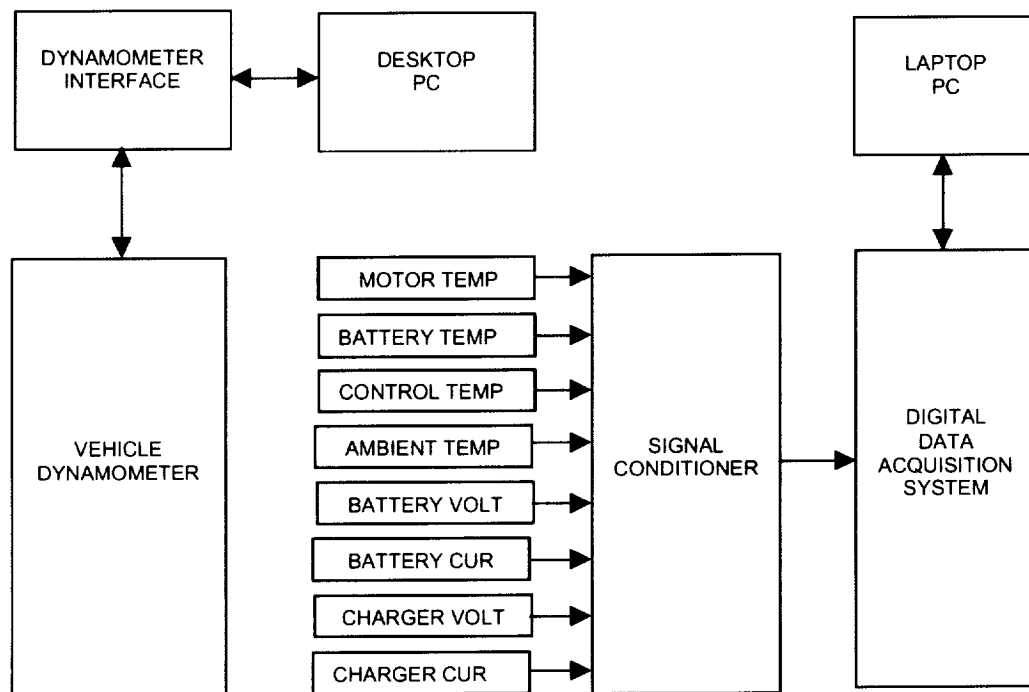 DYNAMOMETER
INTERFACE
DESKTOP
PC
LAPTOP
PC
VEHICLE
DYNAMOMETER
MOTOR TEMP
BATTERY TEMP
CONTROL TEMP
AMBIENT TEMP
BATTERY VOLT
BATTERY CUR
CHARGER VOLT
CHARGER CUR
SIGNAL
CONDITIONER
DIGITAL
DATA
ACQUISITION
SYSTEM